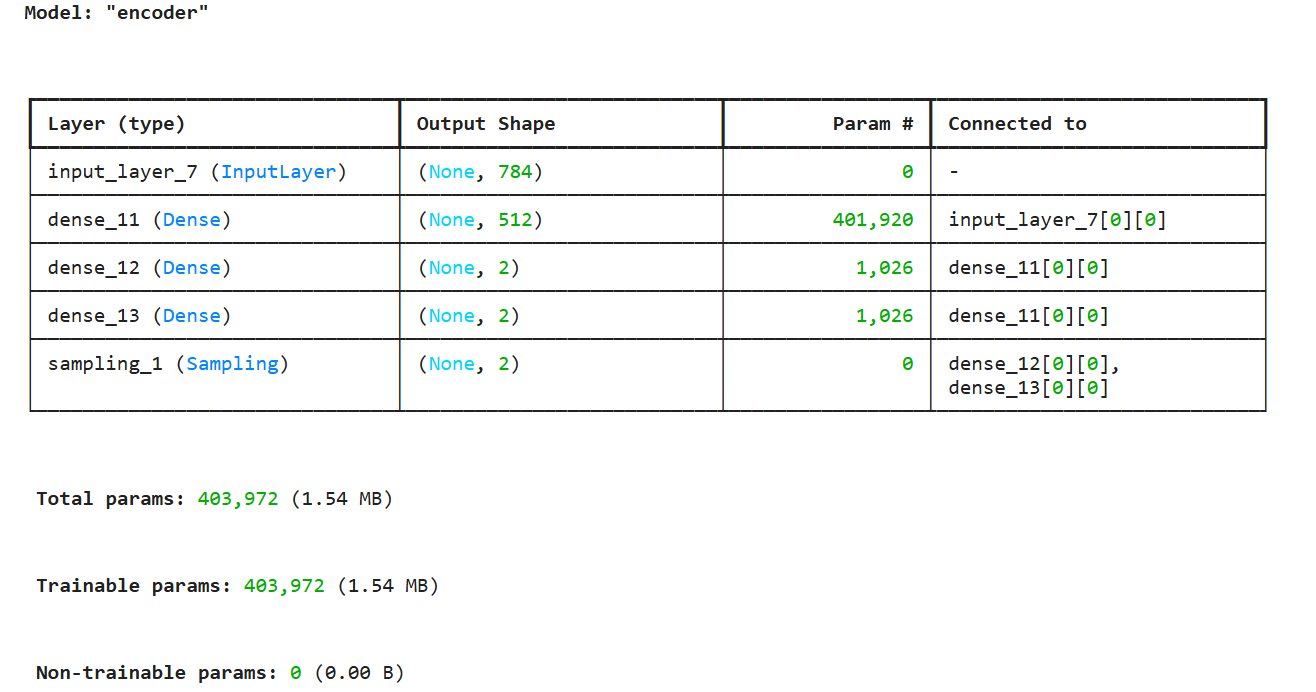 Model: "encoder"
Layer (type) Output Shape Param # Connected to
input_layer_7 (InputLayer) (None, 784) 0 -
dense_11 (Dense) (None, 512) 401,920 input_layer_7[0][0]
dense_12 (Dense) (None, 2) 1,026 dense_11[0][0]
dense_13 (Dense) (None, 2) 1,026 dense_11[0][0]
sampling_1 (Sampling) (None, 2) 0 dense_12[0][0],
dense_13[0][0]
Total params: 403,972 (1.54 MB)
Trainable params: 403,972 (1.54 MB)
Non-trainable params: 0 (0.00 B)